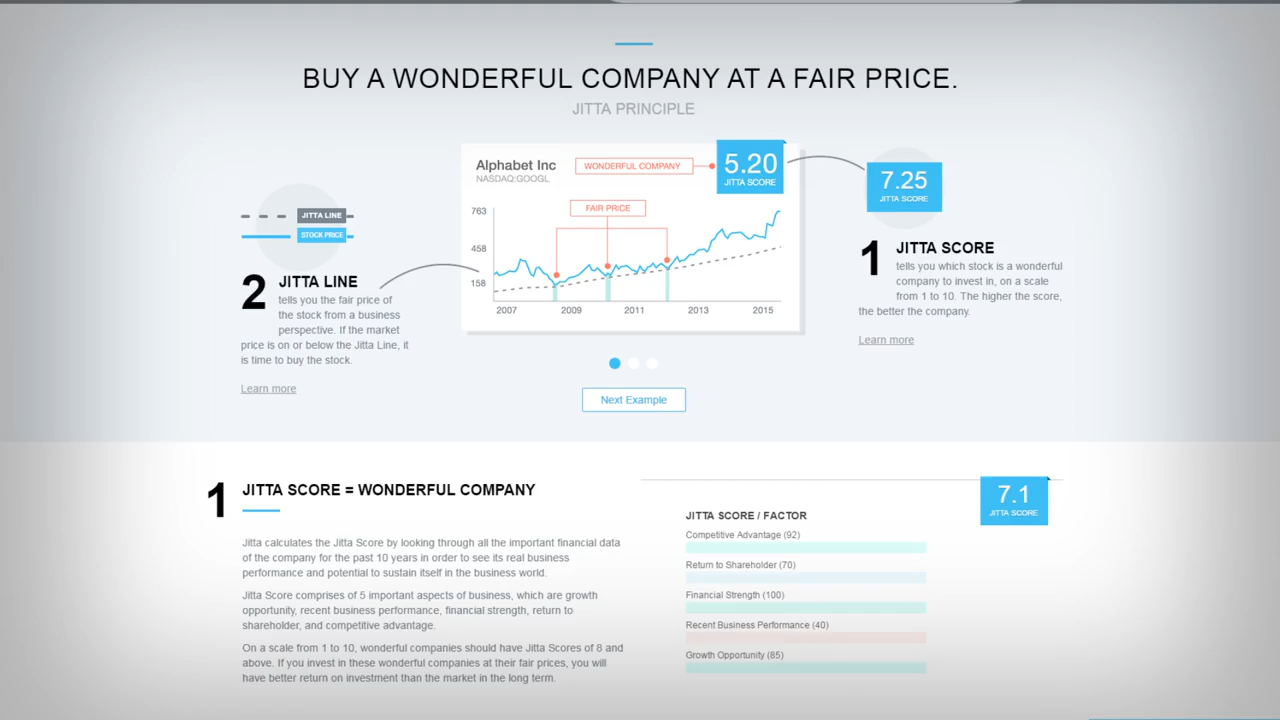 BUY A WONDERFUL COMPANY AT A FAIR PRICE.
JITTA PRINCIPLE
JITTA LINE
STOCK PRICE
2
JITTA LINE
tells you the fair price of
the stock from a business
perspective. If the market
price is on or below the Jitta Line, it
is time to buy the stock.
Learn more
Alphabet Inc
NASDAQ:GOOGL
WONDERFUL COMPANY
5.20
JITTA SCORE
FAIR PRICE
763
458
158
2007 2009 2011 2013 2015
Next Example
7.25
JITTA SCORE
1
JITTA SCORE
tells you which stock is a wonderful
company to invest in, on a scale
from 1 to 10. The higher the score,
the better the company.
Learn more
1
JITTA SCORE = WONDERFUL COMPANY
Jitta calculates the Jitta Score by looking through all the important financial data
of the company for the past 10 years in order to see its real business
performance and potential to sustain itself in the business world.
Jitta Score comprises of 5 important aspects of business, which are growth
opportunity, recent business performance, financial strength, return to
shareholder, and competitive advantage.
On a scale from 1 to 10, wonderful companies should have Jitta Scores of 8 and
above. If you invest in these wonderful companies at their fair prices, you will
have better return on investment than the market in the long term.
7.1
JITTA SCORE
JITTA SCORE / FACTOR
Competitive Advantage (92)
Return to Shareholder (70)
Financial Strength (100)
Recent Business Performance (40)
Growth Opportunity (85)